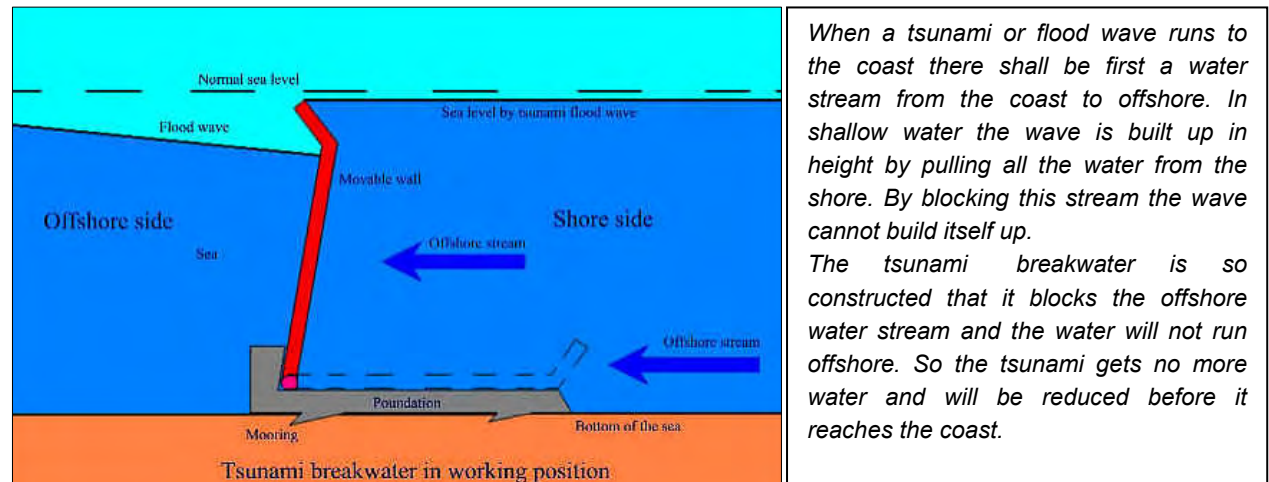 Normal sea level
Sea level by tsunami flood wave
Flood wave
Movable wall
Offshore side
Shore side
Offshore stream
Sea
Offshore stream
Poundation
Mooring
Bottom of the sea
Tsunami breakwater in working position
When a tsunami or flood wave runs to
the coast there shall be first a water
stream from the coast to offshore. In
shallow water the wave is built up in
height by pulling all the water from the
shore. By blocking this stream the wave
cannot build itself up.
The tsunami breakwater is so
constructed that it blocks the offshore
water stream and the water will not run
offshore. So the tsunami gets no more
water and will be reduced before it
reaches the coast.